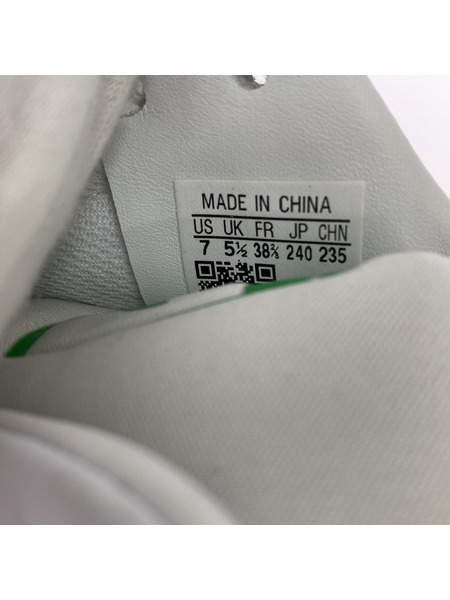 MADE IN CHINA
US UK FR JP CHN
7 5½ 38⅔ 240 235